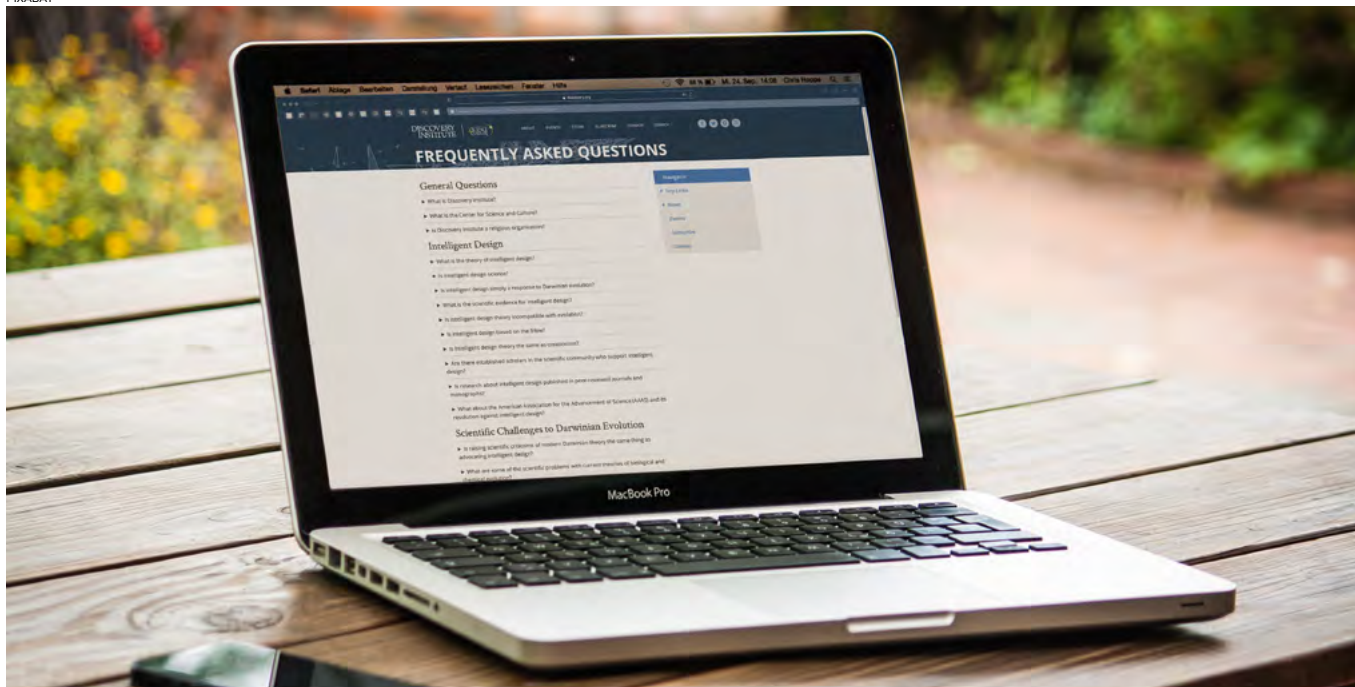 PIXABAY
Safari Ablage Bearbeiten Darstellung Verlauf Lesezeichen Fenster Hilfe
Mi. 24. Sep. 14:08
DISCOVERY
INSTITUTE
ABOUT
FREQUENTLY ASKED QUESTIONS
Navigation
General Questions
▸ What is Discovery Institute?
▸ What is the Center for Science and Culture?
▸ Is Discovery Institute a religious organization?
Intelligent Design
▸ What is the theory of intelligent design?
▸ Is intelligent design science?
▸ Is intelligent design simply a response to Darwinian evolution?
▸ What is the scientific evidence for intelligent design?
▸ Is intelligent design theory incompatible with evolution?
▸ Is intelligent design based on the Bible?
▸ Is intelligent design theory the same as creationism?
▸ Are there established scholars in the scientific community who support intelligent
design?
▸ Is research about intelligent design published in peer-reviewed journals and
monographs?
▸ What about the American Association for the Advancement of Science (AAAS) and its
resolution against intelligent design?
Scientific Challenges to Darwinian Evolution
▸ Is raising scientific criticisms of modern Darwinian theory the same thing as
advocating intelligent design?
▸ What are some of the scientific problems with current theories of biological and
chemical evolution?
MacBook Pro